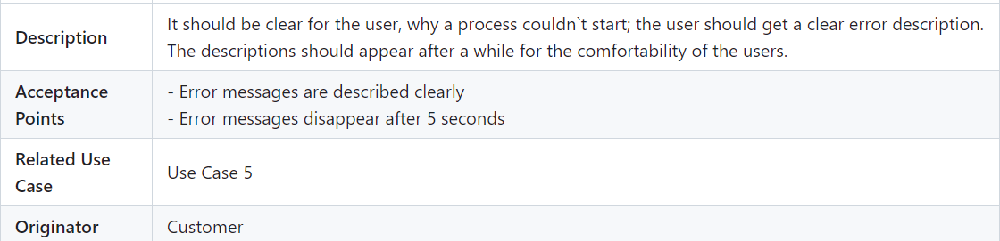 Description
It should be clear for the user, why a process couldn`t start; the user should get a clear error description.
The descriptions should appear after a while for the comfortability of the users.
Acceptance
Points
- Error messages are described clearly
- Error messages disappear after 5 seconds
Related Use
Case
Use Case 5
Originator
Customer